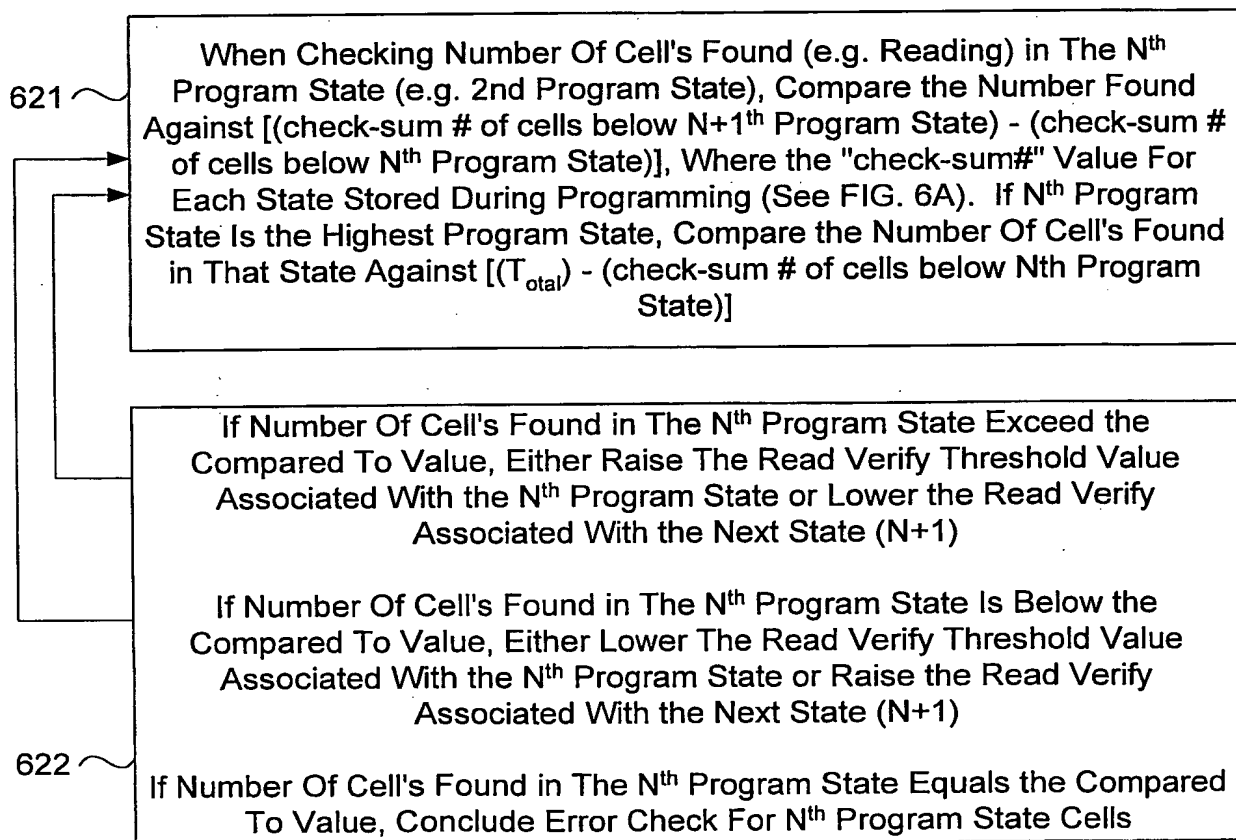 When Checking Number Of Cell's Found (e.g. Reading) in The Nth
621
Program State (e.g. 2nd Program State), Compare the Number Found
Against [(check-sum # of cells below N+1th Program State) - (check-sum #
of cells below Nth Program State)], Where the "check-sum#" Value For
Each State Stored During Programming (See FIG. 6A). If Nth Program
State Is the Highest Program State, Compare the Number Of Cell's Found
in That State Against [(Total) - (check-sum # of cells below Nth Program
State)]
If Number Of Cell's Found in The Nth Program State Exceed the
Compared To Value, Either Raise The Read Verify Threshold Value
Associated With the Nth Program State or Lower the Read Verify
Associated With the Next State (N+1)
If Number Of Cell's Found in The Nth Program State Is Below the
Compared To Value, Either Lower The Read Verify Threshold Value
Associated With the Nth Program State or Raise the Read Verify
Associated With the Next State (N+1)
622
If Number Of Cell's Found in The Nth Program State Equals the Compared
To Value, Conclude Error Check For Nth Program State Cells